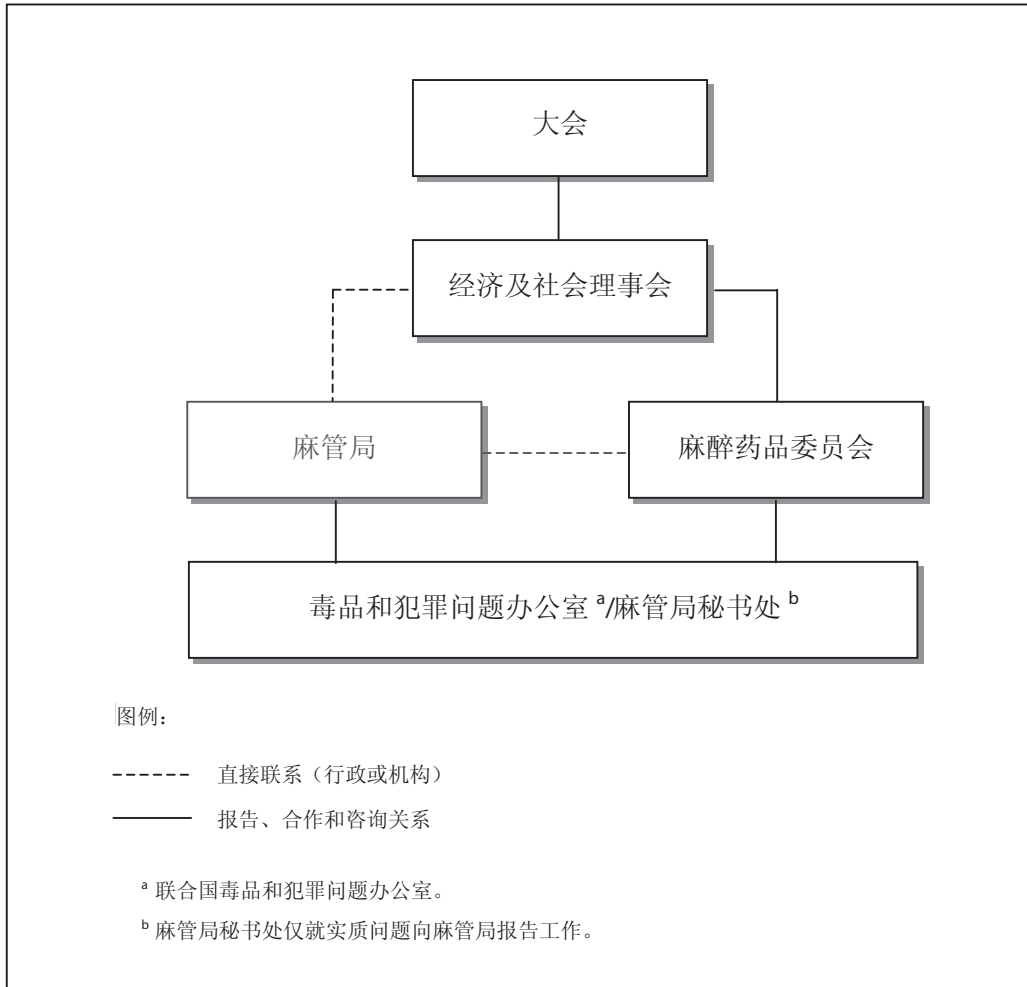 大会
经济及社会理事会
麻管局
麻醉药品委员会
毒品和犯罪问题办公室 a/麻管局秘书处 b
图例：
直接联系（行政或机构）
报告、合作和咨询关系
a 联合国毒品和犯罪问题办公室。
b 麻管局秘书处仅就实质问题向麻管局报告工作。